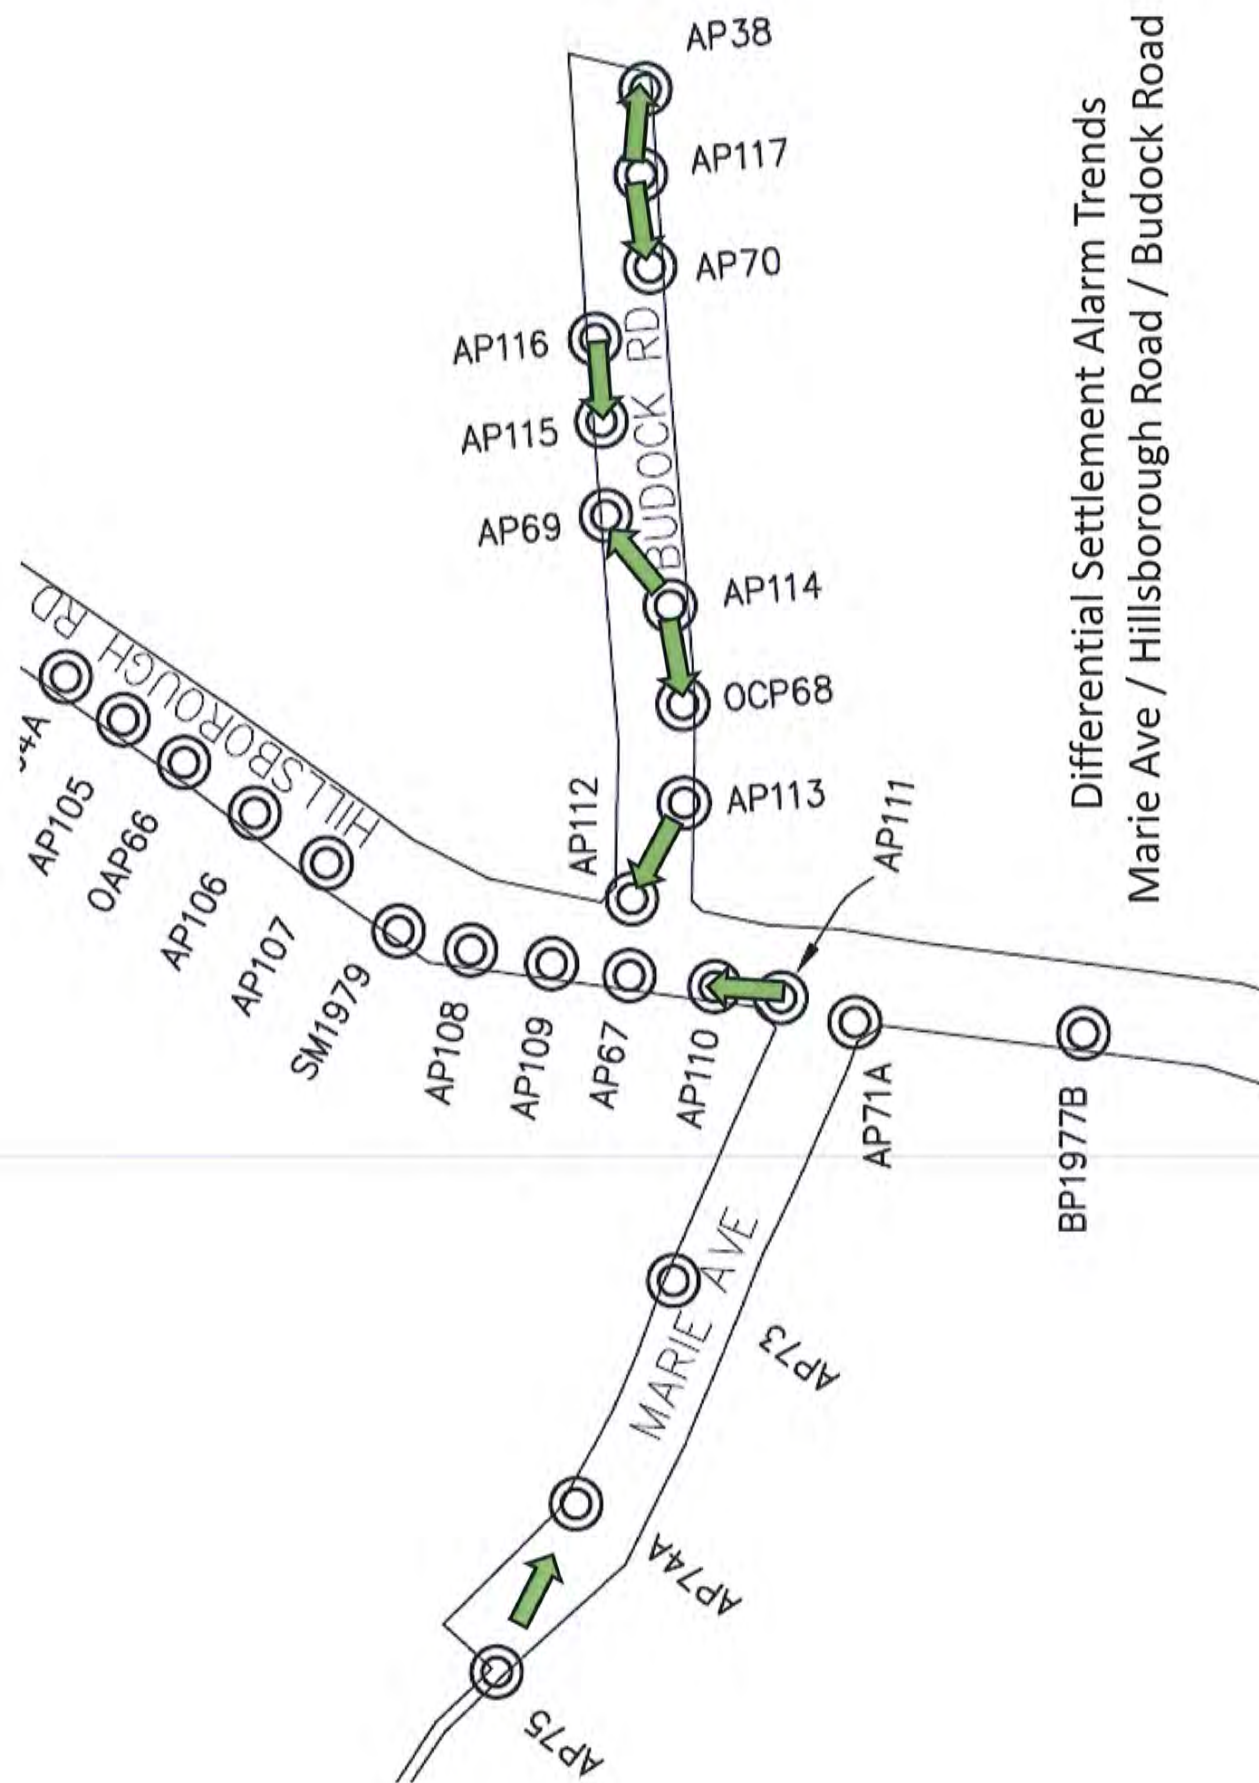 AP38
AP117
AP70
AP116
AP115
AP69
BUDOCK RD
AP114
OCP68
AP113
AP112
AP111
HILLSBOROUGH RD
AP105
OAP66
AP106
AP107
SM1979
AP108
AP109
AP67
AP110
AP71A
BP1977B
MARIE AVE
AP73
AP74A
AP75
Differential Settlement Alarm Trends
Marie Ave / Hillsborough Road / Budock Road